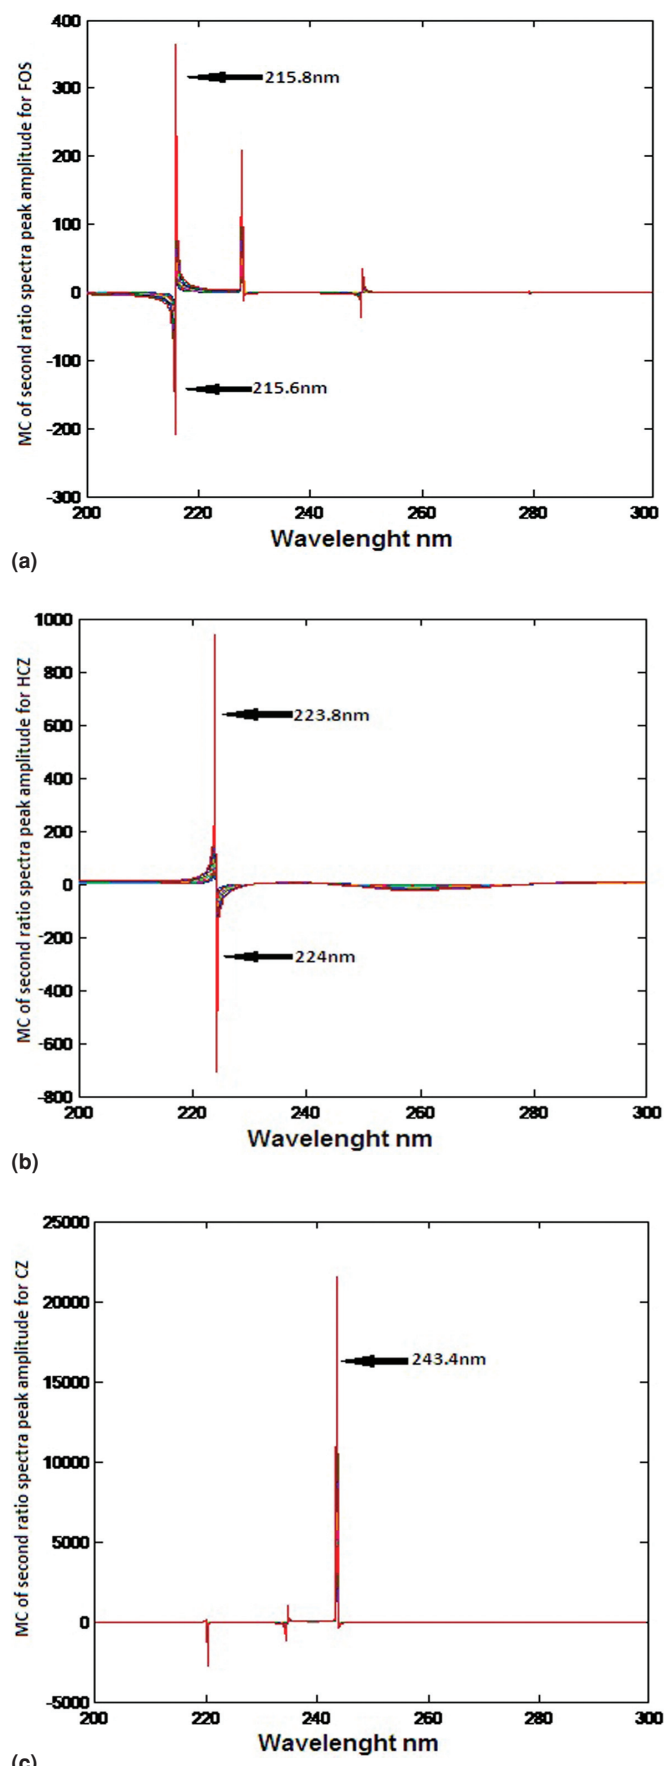 MC of second ratio spectra peak amplitude for FOS
400
300
200
100
0
-100
-200
-300
215.8nm
215.6nm
200 220 240 260 280 300
Wavelenght nm
(a)
MC of second ratio spectra peak amplitude for HCZ
1000
800
600
400
200
0
-200
-400
-600
-800
223.8nm
224nm
200 220 240 260 280 300
Wavelenght nm
(b)
MC of second ratio spectra peak amplitude for CZ
25000
20000
15000
10000
5000
0
-5000
243.4nm
200 220 240 260 280 300
Wavelenght nm
(c)